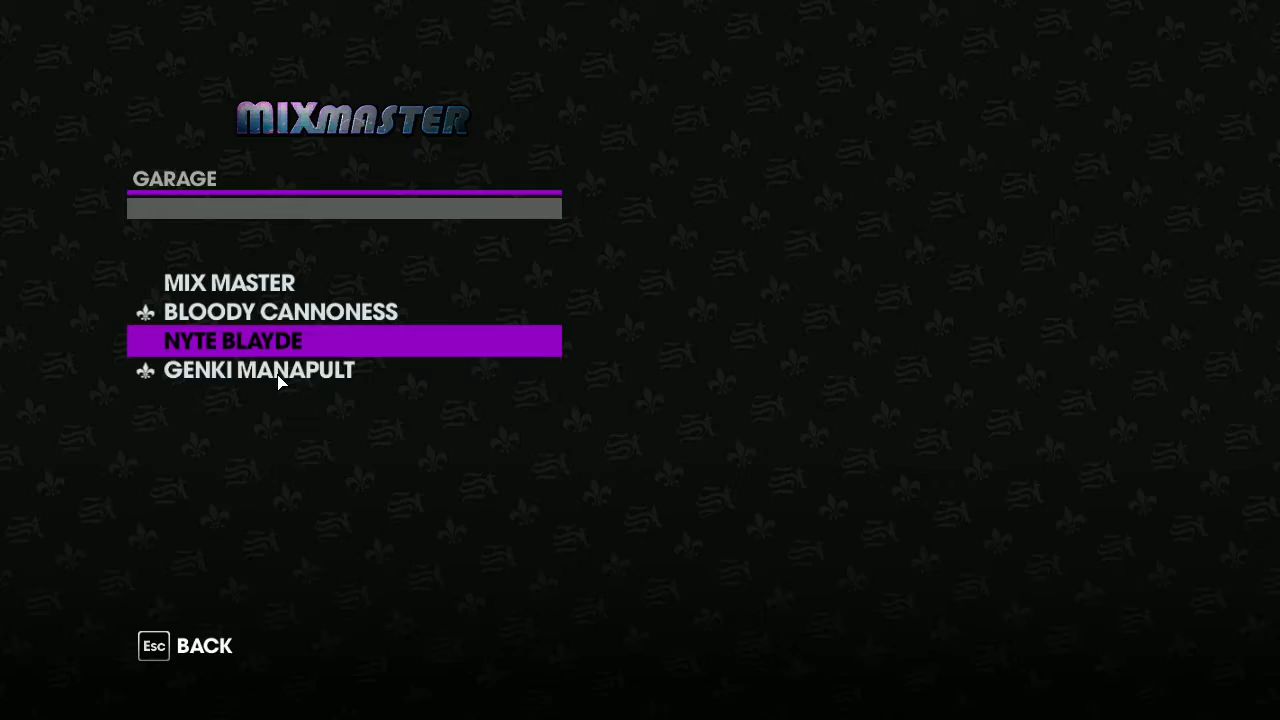 MIXMASTER
GARAGE
MIX MASTER
BLOODY CANNONESS
NYTE BLAYDE
GENKI MANAPULT
Esc BACK